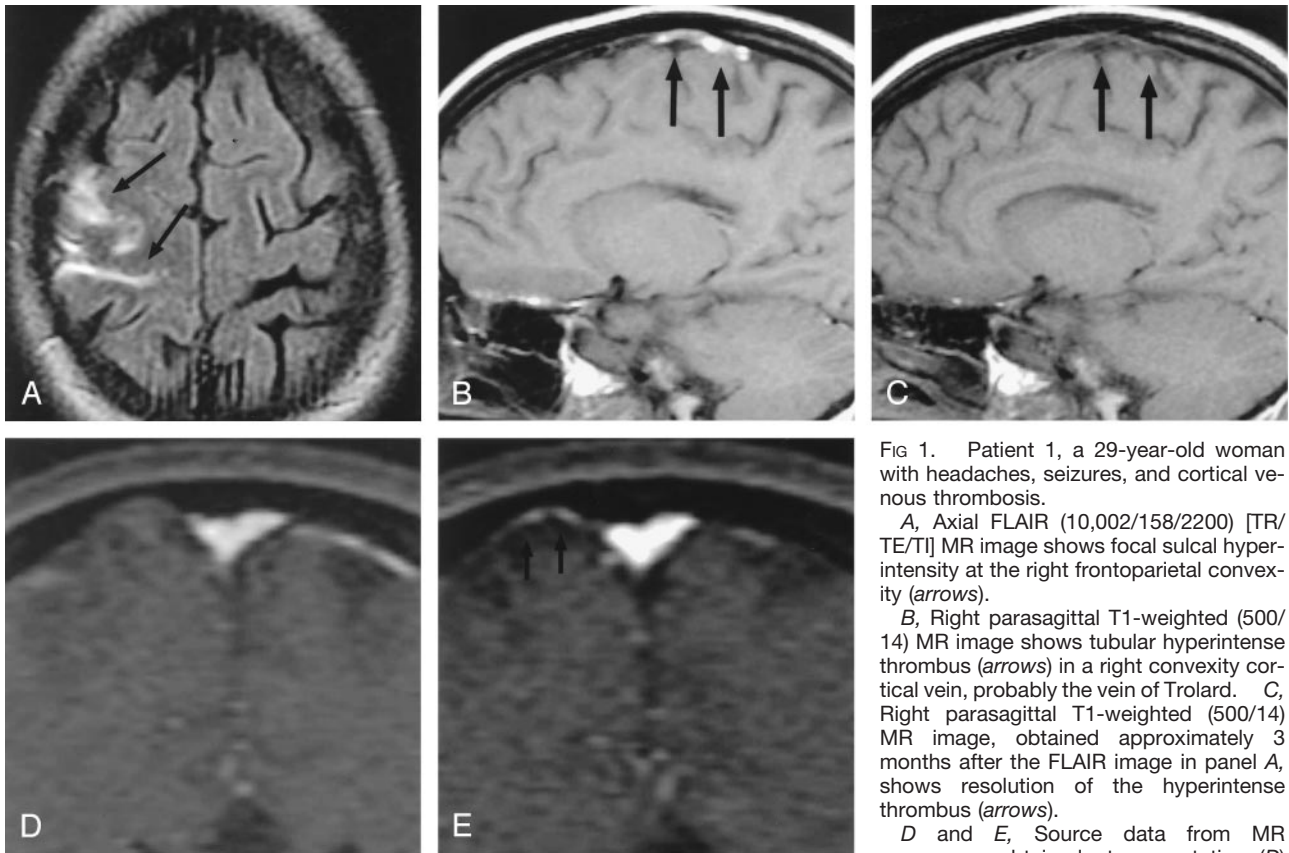 A
B
C
D
E
FIG 1. Patient 1, a 29-year-old woman
with headaches, seizures, and cortical ve-
nous thrombosis.
A, Axial FLAIR (10,002/158/2200) [TR/
TE/TI] MR image shows focal sulcal hyper-
intensity at the right frontoparietal convex-
ity (arrows).
B, Right parasagittal T1-weighted (500/
14) MR image shows tubular hyperintense
thrombus (arrows) in a right convexity cor-
tical vein, probably the vein of Trolard. C,
Right parasagittal T1-weighted (500/14)
MR image, obtained approximately 3
months after the FLAIR image in panel A,
shows resolution of the hyperintense
thrombus (arrows).
D and E, Source data from MR